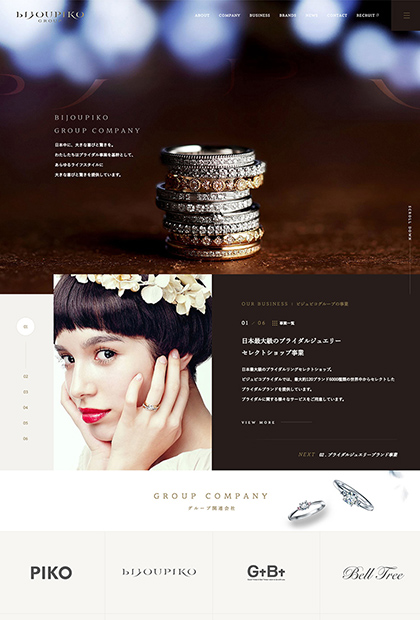 BIJOUPIKO
GROUP
ABOUT COMPANY BUSINESS BRANDS NEWS CONTACT RECRUIT
BIJOUPIKO
GROUP COMPANY
日本中に、大きな喜びと驚きを。
わたしたちはブライダル事業を基幹として、
あらゆるライフスタイルに
大きな喜びと驚きを提供しています。
SCROLL DOWN
01
02
03
04
05
06
OUR BUSINESS : ビジュピコグループの事業
01 / 06 事業一覧
日本最大級のブライダルジュエリー
セレクトショップ事業
日本最大級のブライダルリングセレクトショップ。
ビジュピコブライダルでは、最大約120ブランド6000種類の世界中からセレクトした
ブライダルブランドを提供しています。
ブライダルに関する様々なサービスをご用意しています。
VIEW MORE
NEXT 02 . ブライダルジュエリーブランド事業
GROUP COMPANY
グループ関連会社
PIKO
BIJOUPIKO
GtBt
Bell Tree